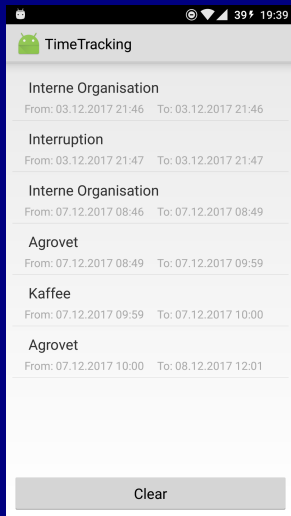 39 19:39
TimeTracking
Interne Organisation
From: 03.12.2017 21:46 To: 03.12.2017 21:46
Interruption
From: 03.12.2017 21:47 To: 03.12.2017 21:47
Interne Organisation
From: 07.12.2017 08:46 To: 07.12.2017 08:49
Agrovet
From: 07.12.2017 08:49 To: 07.12.2017 09:59
Kaffee
From: 07.12.2017 09:59 To: 07.12.2017 10:00
Agrovet
From: 07.12.2017 10:00 To: 08.12.2017 12:01
Clear